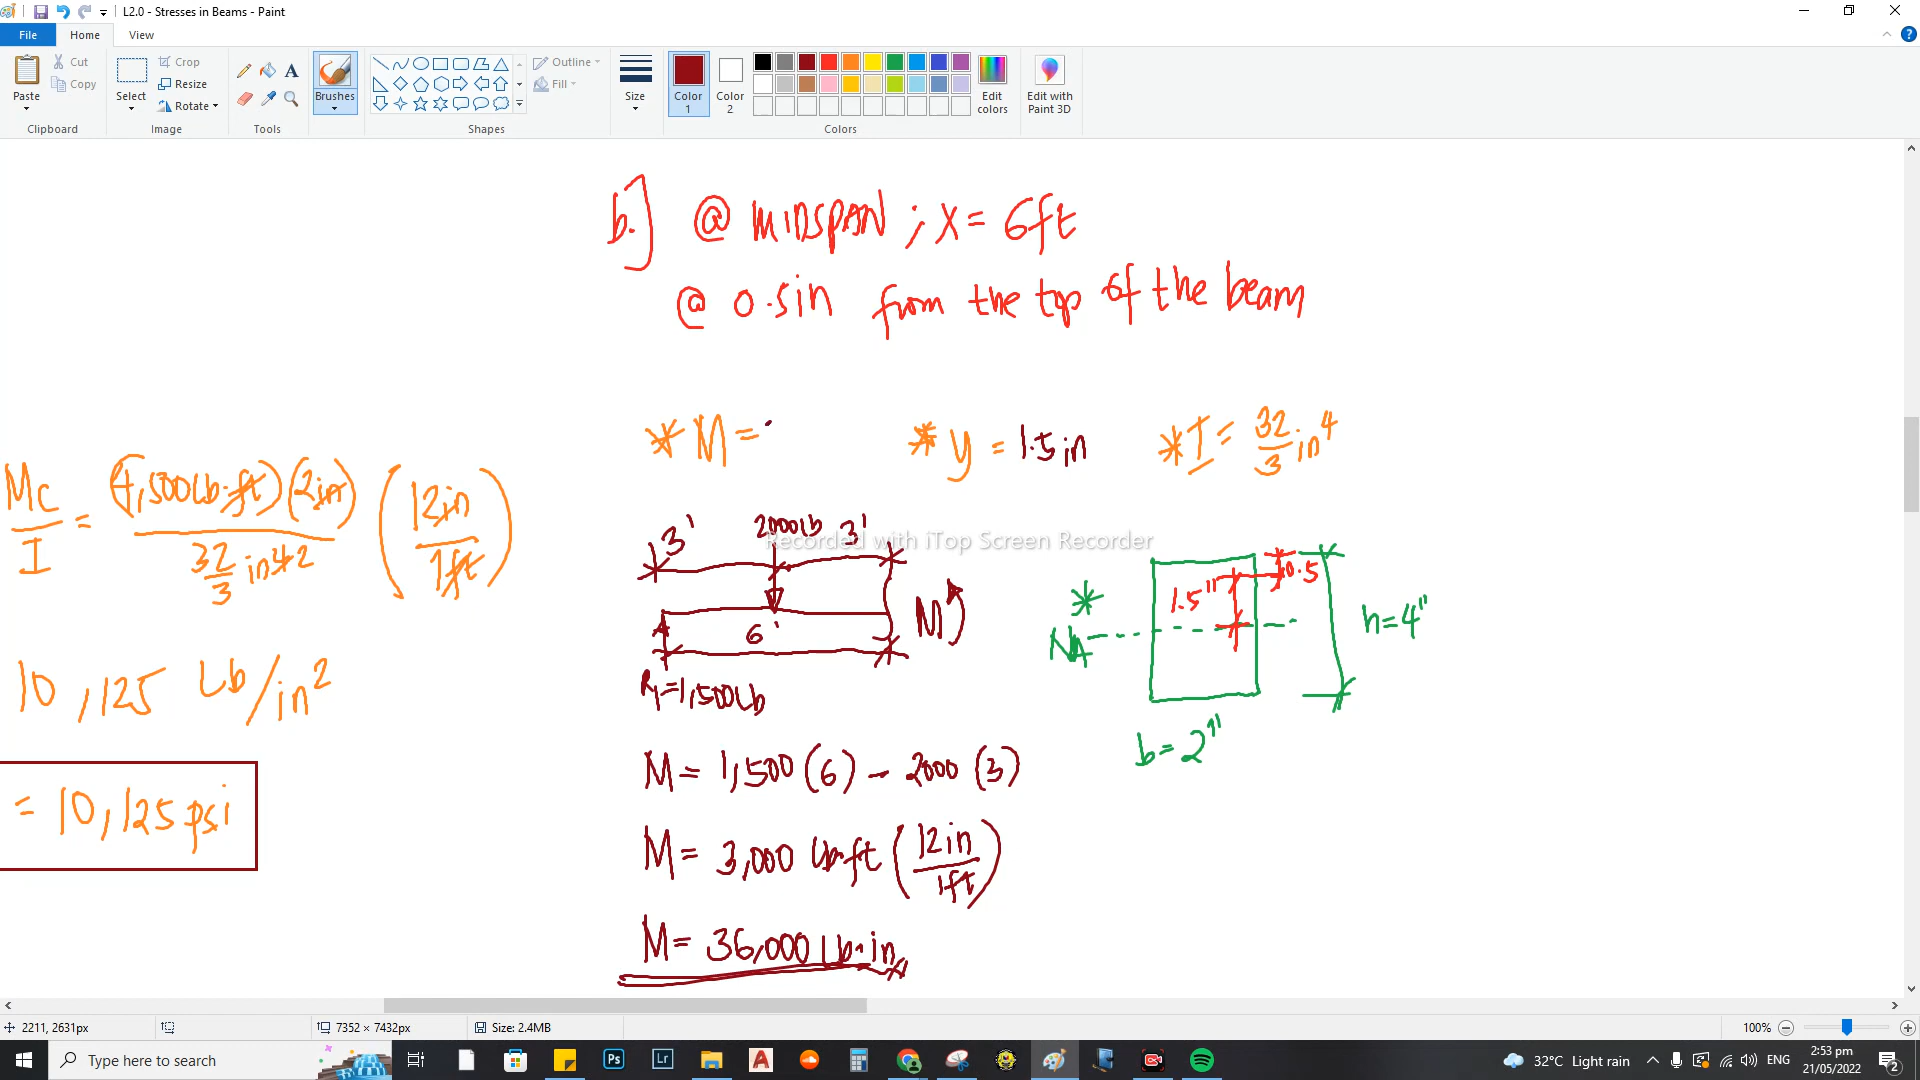 L2.0 - Stresses in Beams - Paint
File Home View
Paste Cut Copy Clipboard
Select Crop Resize Rotate Image
Tools
Brushes
Shapes Outline Fill
Size
Color 1 Color 2 Edit colors Edit with Paint 3D
Colors
b.] @ MIDSPAN ; X = 6ft
@ 0.5in from the top of the beam
* M = * y = 1.5in * I = 32/3 in⁴
Mc/I = (4,500Lb·ft)(2in) / 32/3 in⁴² (12in/1ft)
10,125 Lb/in²
= 10,125psi
3' 2000lb 3'
6' M
R₁=1,500Lb
M = 1,500 (6) - 2000 (3)
M = 3,000 Lb·ft (12in/1ft)
M = 36,000 Lb·in
* NA 1.5" 0.5 h=4"
b=2"
Recorded with iTop Screen Recorder
2211, 2631px 7352 × 7432px Size: 2.4MB 100%
Type here to search
Ps Lr A
32°C Light rain ENG 2:53 pm
21/05/2022 2